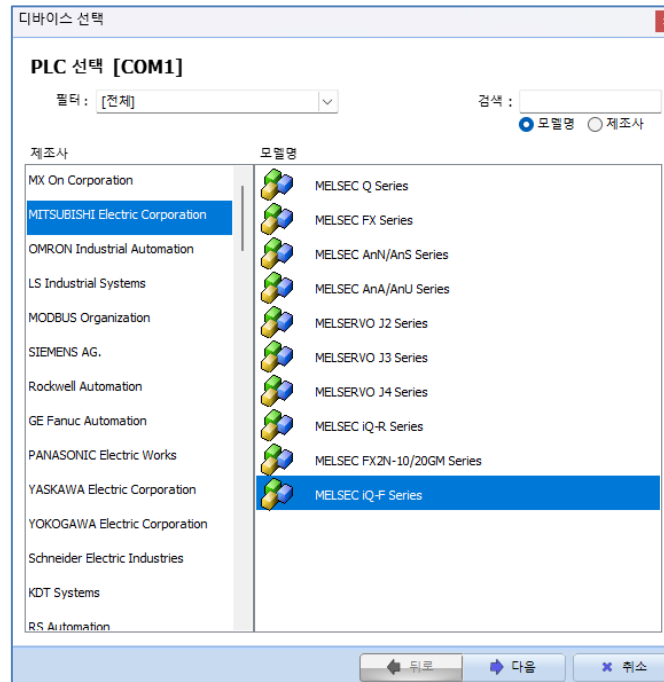 디바이스 선택
PLC 선택 [COM1]
필터 : [전체]
검색 :
모델명 제조사
제조사
모델명
MX On Corporation
MITSUBISHI Electric Corporation
OMRON Industrial Automation
LS Industrial Systems
MODBUS Organization
SIEMENS AG.
Rockwell Automation
GE Fanuc Automation
PANASONIC Electric Works
YASKAWA Electric Corporation
YOKOGAWA Electric Corporation
Schneider Electric Industries
KDT Systems
RS Automation
MELSEC Q Series
MELSEC FX Series
MELSEC AnN/AnS Series
MELSEC AnA/AnU Series
MELSERVO J2 Series
MELSERVO J3 Series
MELSERVO J4 Series
MELSEC iQ-R Series
MELSEC FX2N-10/20GM Series
MELSEC iQ-F Series
뒤로
다음
취소